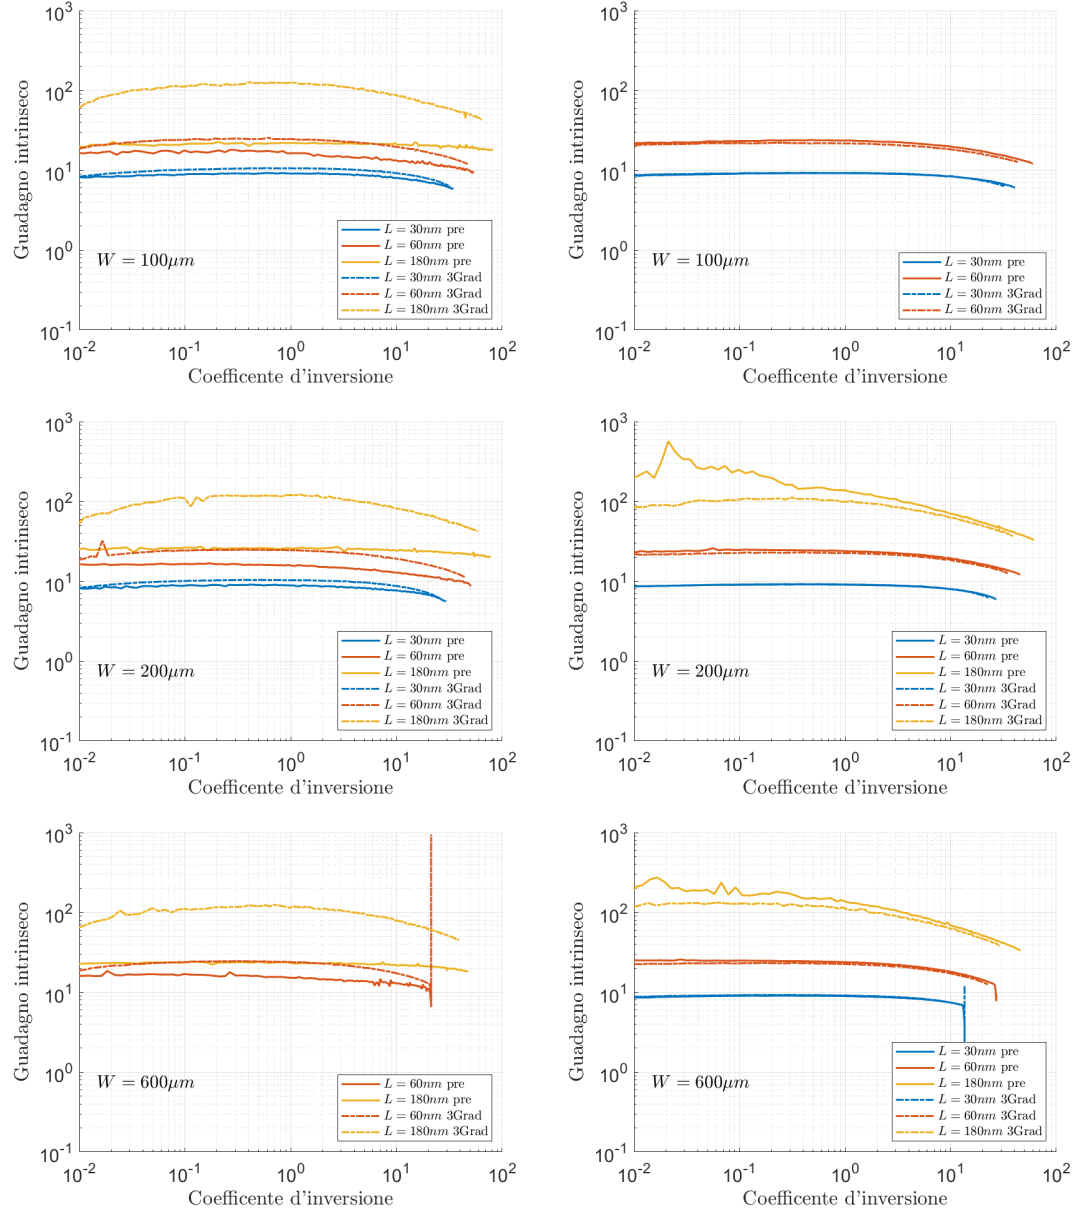 10^3
10^2
10^1
10^0
10^-1
Guadagno intrinseco
W = 100μm
L = 30nm pre
L = 60nm pre
L = 180nm pre
L = 30nm 3Grad
L = 60nm 3Grad
L = 180nm 3Grad
10^-2 10^-1 10^0 10^1 10^2
Coefficente d'inversione
10^3
10^2
10^1
10^0
10^-1
Guadagno intrinseco
W = 100μm
L = 30nm pre
L = 60nm pre
L = 30nm 3Grad
L = 60nm 3Grad
10^-2 10^-1 10^0 10^1 10^2
Coefficente d'inversione
10^3
10^2
10^1
10^0
10^-1
Guadagno intrinseco
W = 200μm
L = 30nm pre
L = 60nm pre
L = 180nm pre
L = 30nm 3Grad
L = 60nm 3Grad
L = 180nm 3Grad
10^-2 10^-1 10^0 10^1 10^2
Coefficente d'inversione
10^3
10^2
10^1
10^0
10^-1
Guadagno intrinseco
W = 200μm
L = 30nm pre
L = 60nm pre
L = 180nm pre
L = 30nm 3Grad
L = 60nm 3Grad
L = 180nm 3Grad
10^-2 10^-1 10^0 10^1 10^2
Coefficente d'inversione
10^3
10^2
10^1
10^0
10^-1
Guadagno intrinseco
W = 600μm
L = 60nm pre
L = 180nm pre
L = 60nm 3Grad
L = 180nm 3Grad
10^-2 10^-1 10^0 10^1 10^2
Coefficente d'inversione
10^3
10^2
10^1
10^0
10^-1
Guadagno intrinseco
W = 600μm
L = 30nm pre
L = 60nm pre
L = 180nm pre
L = 30nm 3Grad
L = 60nm 3Grad
L = 180nm 3Grad
10^-2 10^-1 10^0 10^1 10^2
Coefficente d'inversione